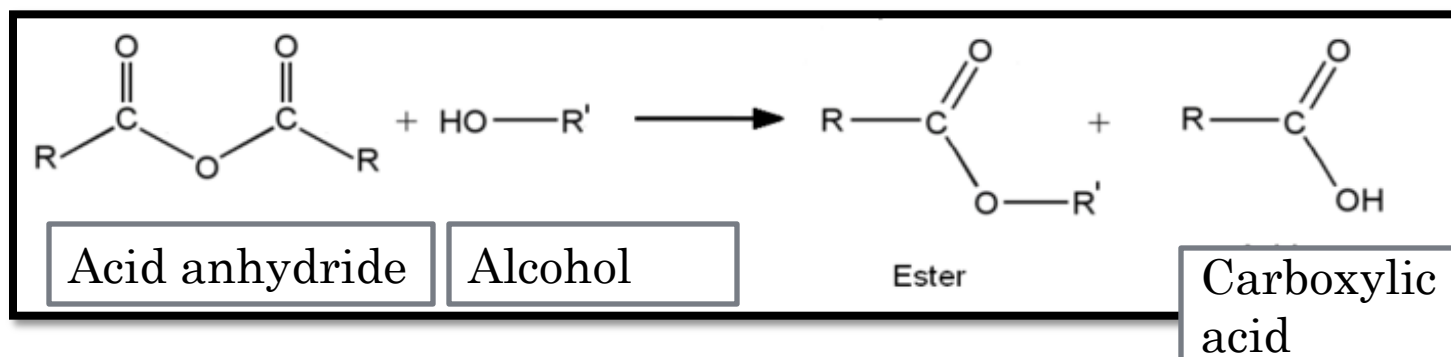 O O O O
C C + HO R' R C + R C
R O R O R' OH
Acid anhydride Alcohol Ester Carboxylic
acid